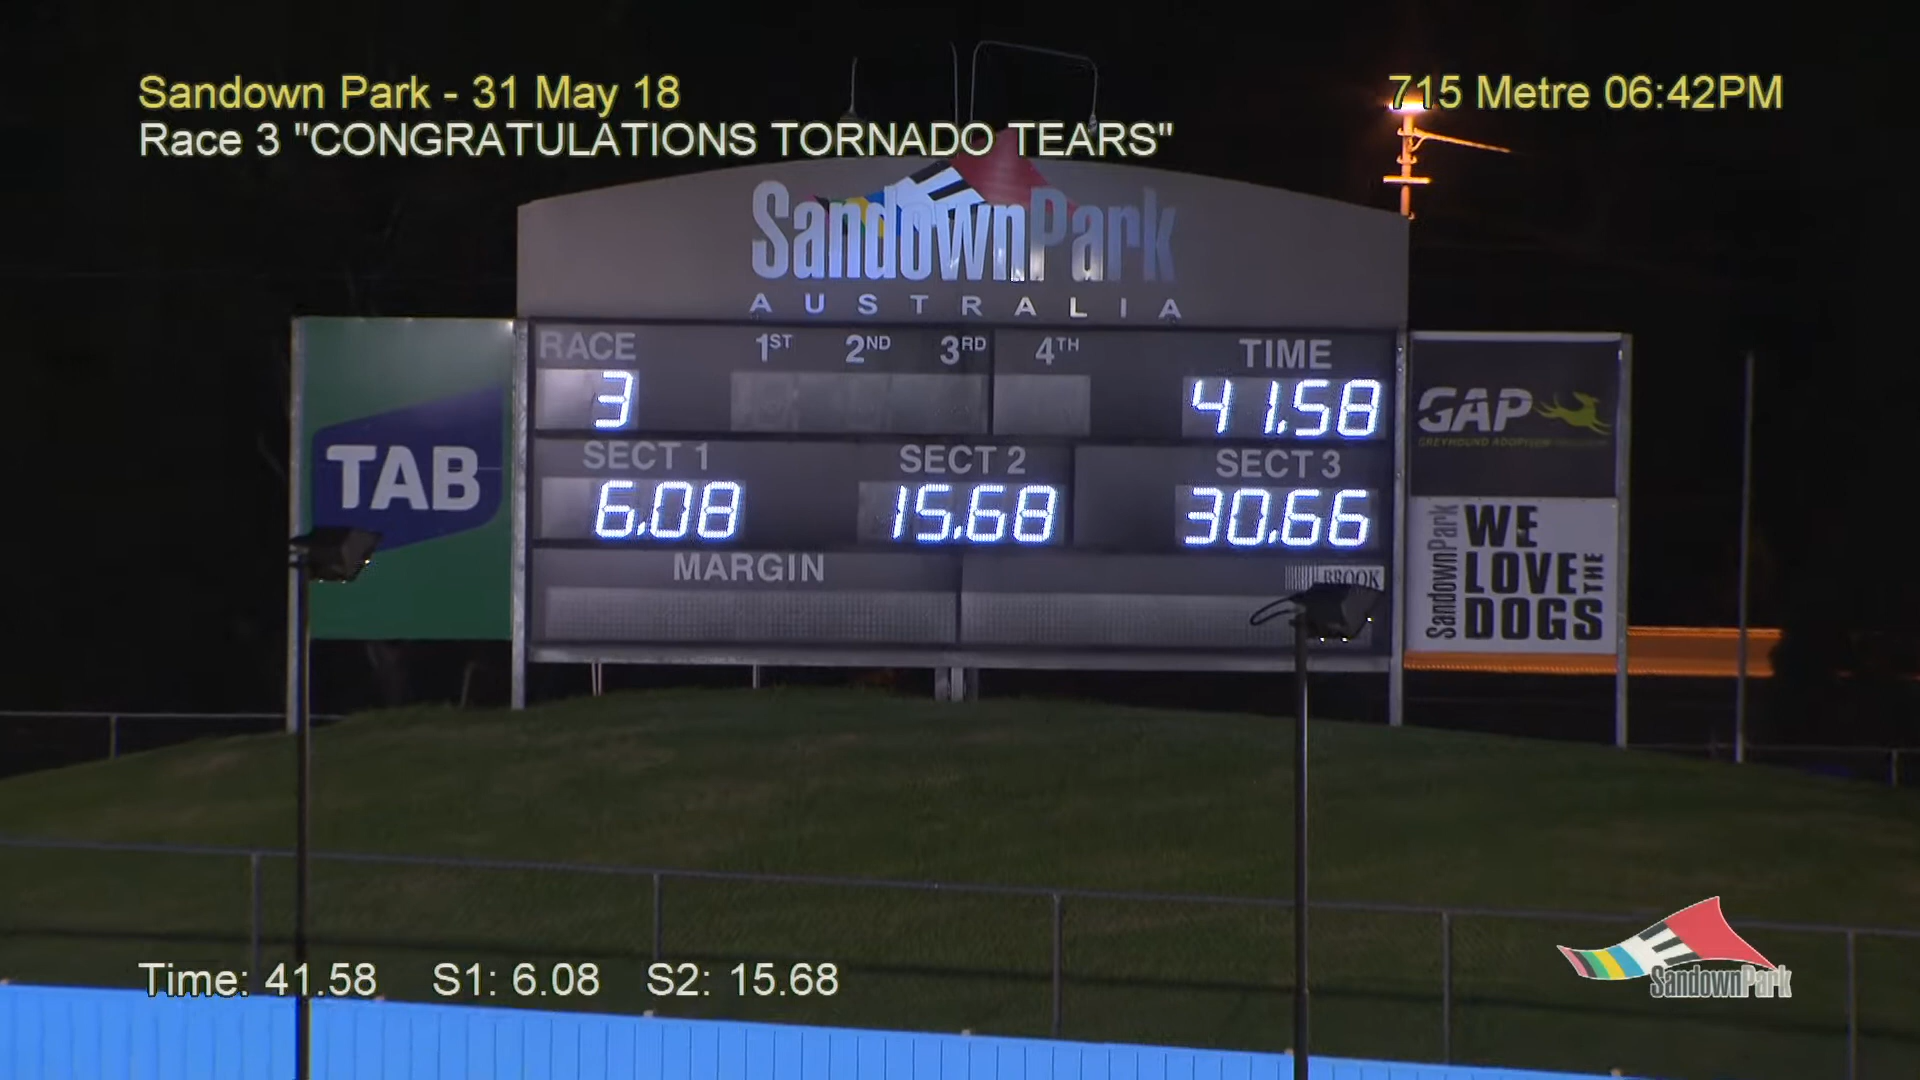 Sandown Park - 31 May 18
715 Metre 06:42PM
Race 3 "CONGRATULATIONS TORNADO TEARS"
SandownPark
AUSTRALIA
RACE 1ST 2ND 3RD 4TH TIME
3 41.58
SECT 1 SECT 2 SECT 3
6.08 15.68 30.66
MARGIN
BROOK
TAB
GAP
GREYHOUND ADOPTION
SandownPark
WE
LOVE THE
DOGS
Time: 41.58 S1: 6.08 S2: 15.68
SandownPark